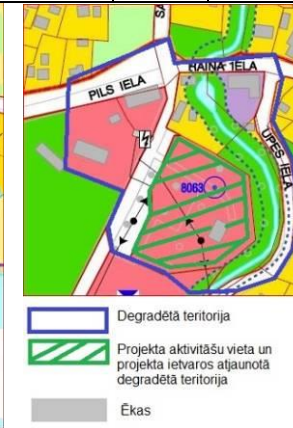 SA
RAIŅA IELA
PILS IELA
UPES IELA
8063
Degradētā teritorija
Projekta aktivitāšu vieta un
projekta ietvaros atjaunotā
degradētā teritorija
Ēkas